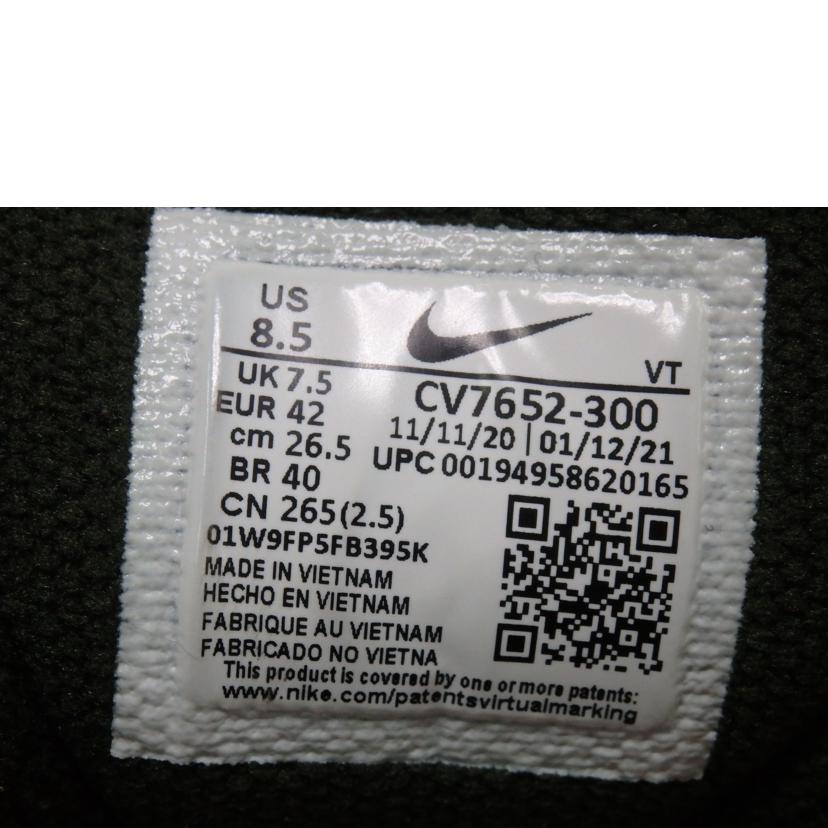 US
8.5
VT
UK 7.5
EUR 42
cm 26.5
BR 40
CN 265(2.5)
CV7652-300
11/11/20 | 01/12/21
UPC 00194958620165
01W9FP5FB395K
MADE IN VIETNAM
HECHO EN VIETNAM
FABRIQUE AU VIETNAM
FABRICADO NO VIETNA
This product is covered by one or more patents:
www.nike.com/patentsvirtualmarking